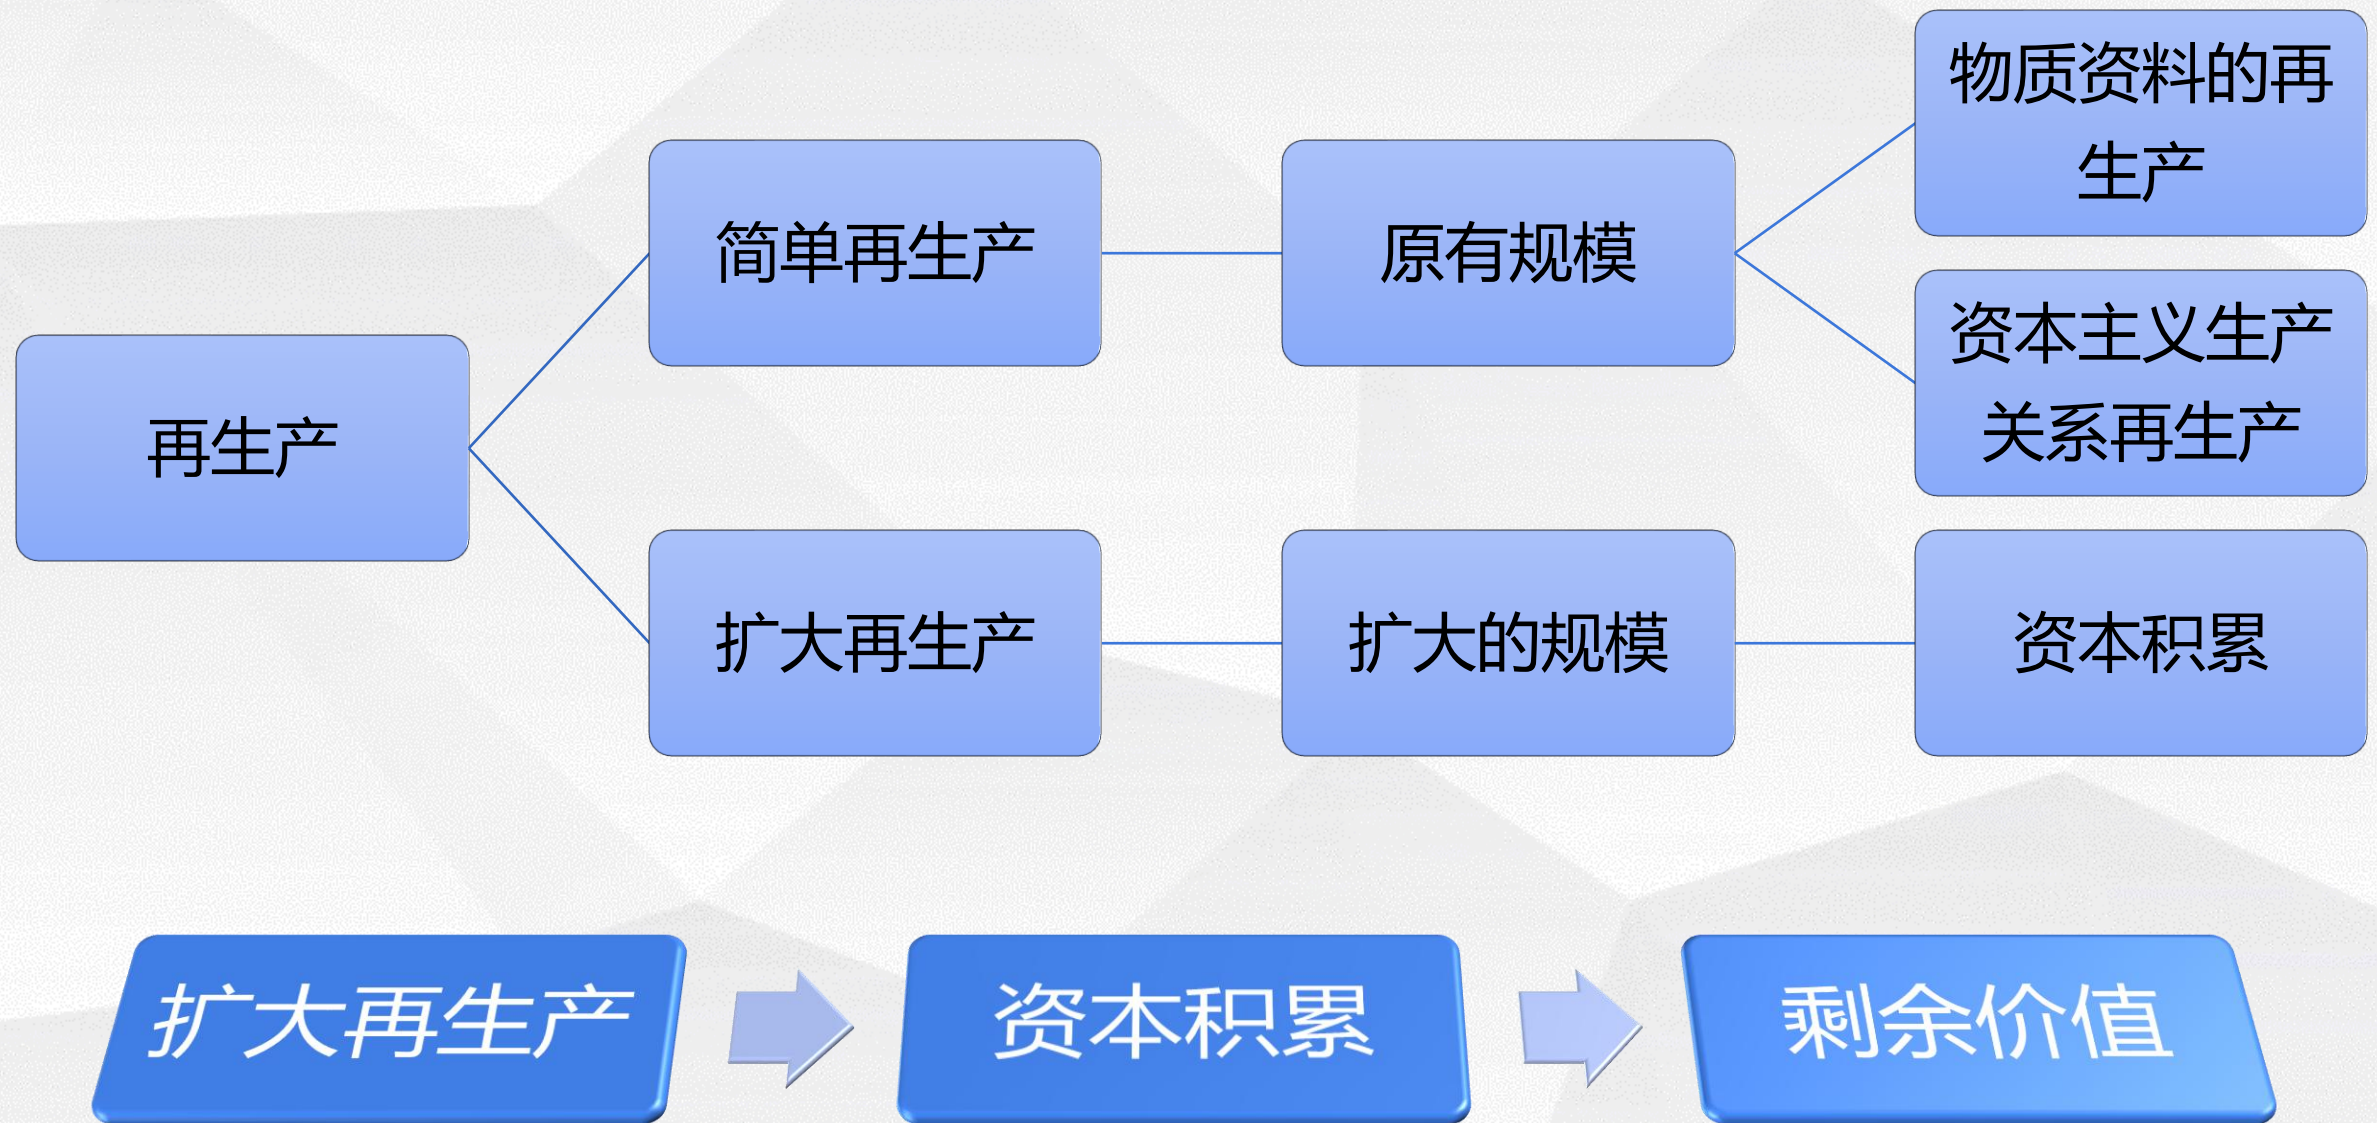 再生产
简单再生产
原有规模
物质资料的再
生产
资本主义生产
关系再生产
扩大再生产
扩大的规模
资本积累
扩大再生产
资本积累
剩余价值